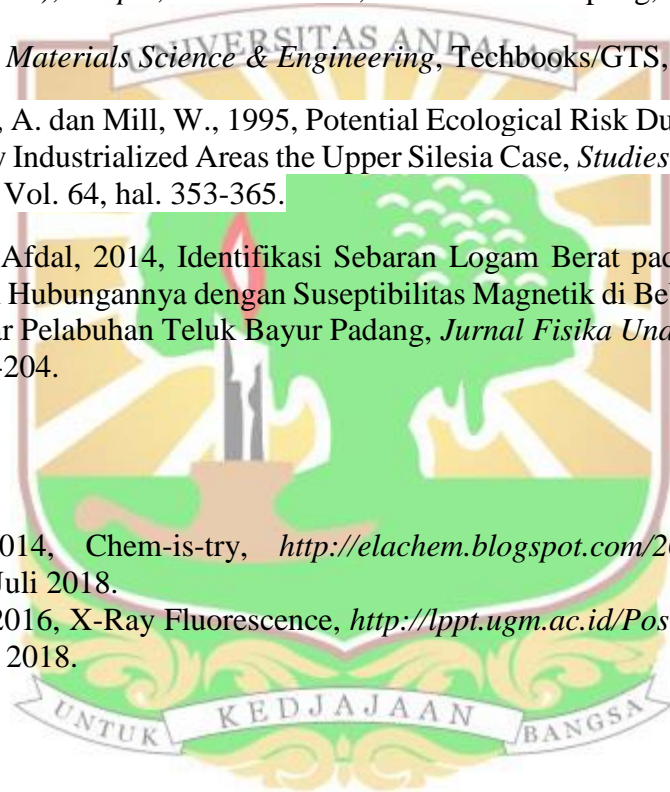 UNIVERSITAS ANDALAS
Materials Science & Engineering, Techbooks/GTS,
, A. dan Mill, W., 1995, Potential Ecological Risk Du
y Industrialized Areas the Upper Silesia Case, Studies
Vol. 64, hal. 353-365.
Afdal, 2014, Identifikasi Sebaran Logam Berat pad
Hubungannya dengan Suseptibilitas Magnetik di Be
ar Pelabuhan Teluk Bayur Padang, Jurnal Fisika Una
-204.
014, Chem-is-try, http://elachem.blogspot.com/2
Juli 2018.
2016, X-Ray Fluorescence, http://lppt.ugm.ac.id/Pos
2018.
UNTUK KEDJAJAAN BANGSA